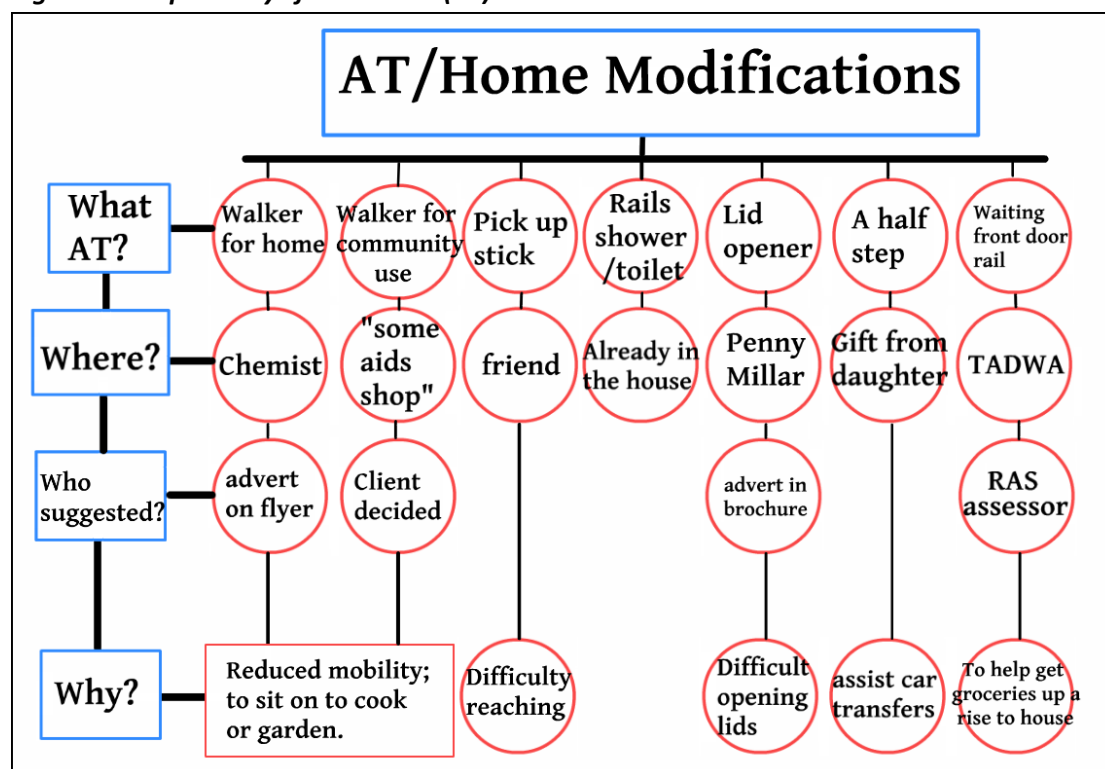 AT/Home Modifications
What
AT?
Walker
for home
Walker for
community
use
Pick up
stick
Rails
shower
/toilet
Lid
opener
A half
step
Waiting
front door
rail
Where?
Chemist
"some
aids
shop"
friend
Already in
the house
Penny
Millar
Gift from
daughter
TADWA
Who
suggested?
advert
on flyer
Client
decided
advert in
brochure
RAS
assessor
Why?
Reduced mobility;
to sit on to cook
or garden.
Difficulty
reaching
Difficult
opening
lids
assist car
transfers
To help get
groceries up a
rise to house